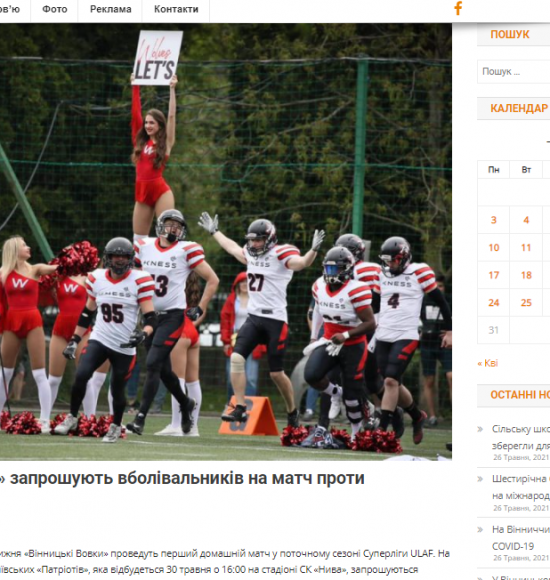 в'ю Фото Реклама Контакти
Wolves
LET'S
KNESS
KNESS
W
W
W
95
27
4
ПОШУК
Пошук ...
КАЛЕНДАР
Пн Вт
3 4
10 11
17 18
24 25
31
« Кві
» запрошують вболівальників на матч проти
ОСТАННІ НО
Сільську шко
зберегли для
26 Травня, 2021
Шестирічна
на міжнарод
26 Травня, 2021
На Вінниччи
COVID-19
26 Травня, 2021
ижня «Вінницькі Вовки» проведуть перший домашній матч у поточному сезоні Суперліги ULAF. На
ївських «Патріотів», яка відбудеться 30 травня о 16:00 на стадіоні СК «Нива», запрошуються